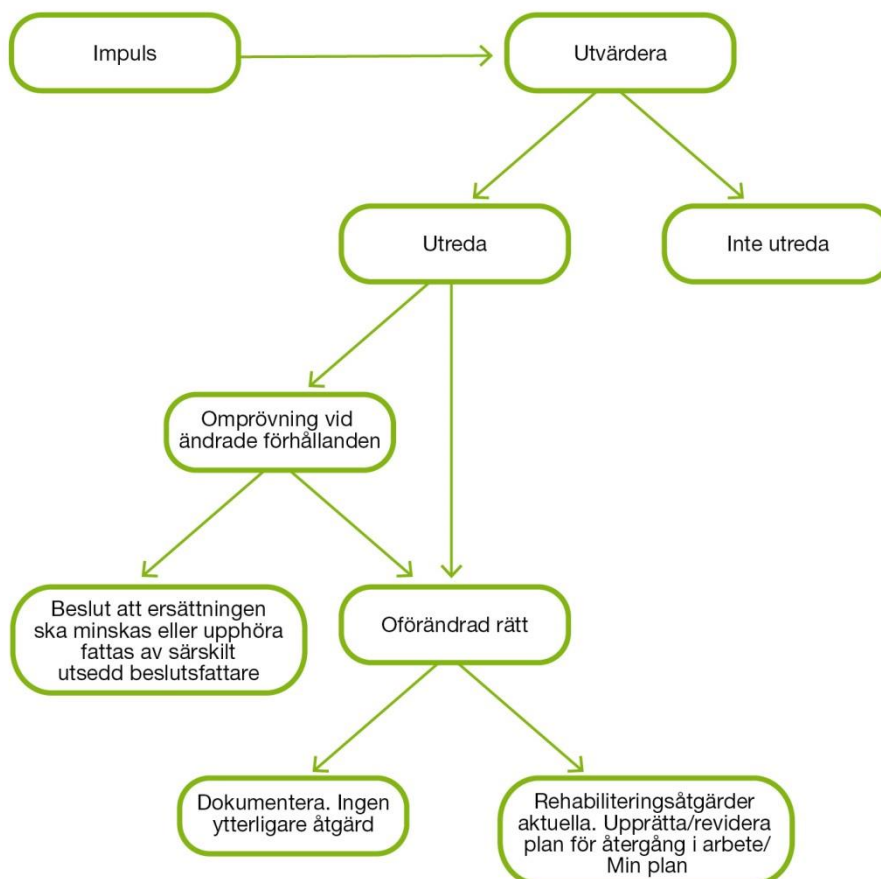 Impuls
Utvärdera
Utreda
Inte utreda
Omprövning vid
ändrade förhållanden
Beslut att ersättningen
ska minskas eller upphöra
fattas av särskilt
utsedd beslutsfattare
Oförändrad rätt
Dokumentera. Ingen
ytterligare åtgärd
Rehabiliteringsåtgärder
aktuella. Upprätta/revidera
plan för återgång i arbete/
Min plan